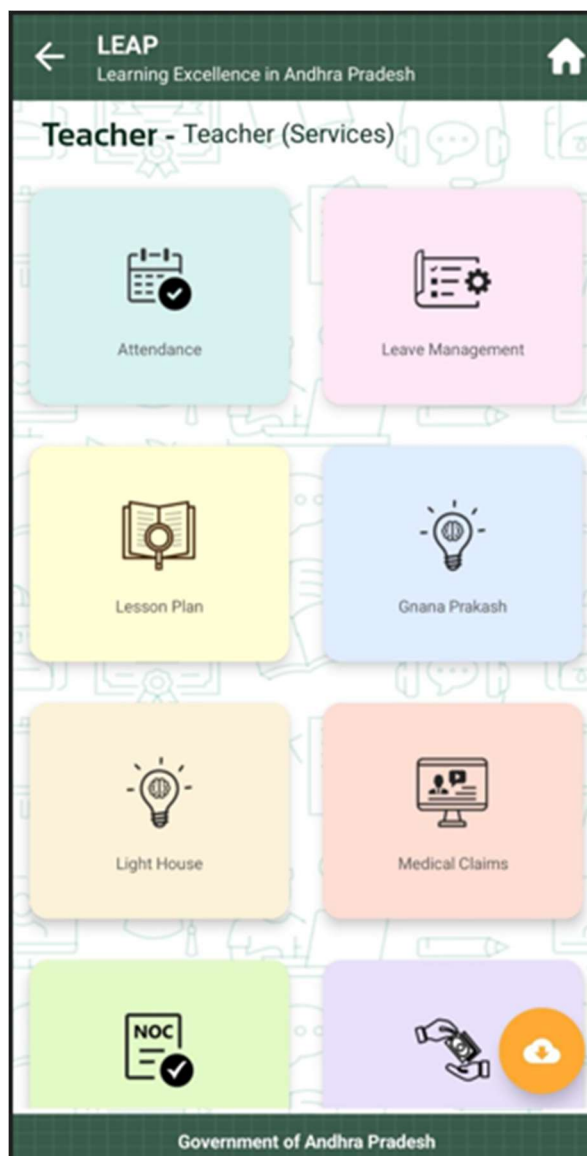 LEAP
Learning Excellence in Andhra Pradesh
Teacher - Teacher (Services)
Attendance
Leave Management
Lesson Plan
Gnana Prakash
Light House
Medical Claims
NOC
Government of Andhra Pradesh